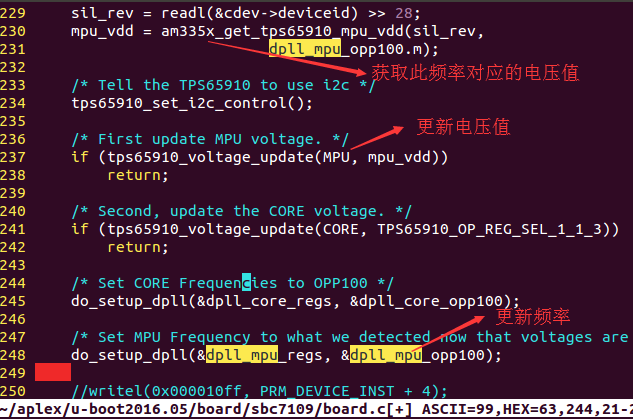 229 sil_rev = readl(&cdev->deviceid) >> 28;
230 mpu_vdd = am335x_get_tps65910_mpu_vdd(sil_rev,
231 dpll_mpu_opp100.m);
232 获取此频率对应的电压值
233 /* Tell the TPS65910 to use i2c */
234 tps65910_set_i2c_control();
235
236 /* First update MPU voltage. */ 更新电压值
237 if (tps65910_voltage_update(MPU, mpu_vdd))
238 return;
239
240 /* Second, update the CORE voltage. */
241 if (tps65910_voltage_update(CORE, TPS65910_OP_REG_SEL_1_1_3))
242 return;
243
244 /* Set CORE Frequencies to OPP100 */
245 do_setup_dpll(&dpll_core_regs, &dpll_core_opp100);
246 更新频率
247 /* Set MPU Frequency to what we detected now that voltages are
248 do_setup_dpll(&dpll_mpu_regs, &dpll_mpu_opp100);
249
250 //writel(0x000010ff, PRM_DEVICE_INST + 4);
~/aplex/u-boot2016.05/board/sbc7109/board.c[+] ASCII=99,HEX=63,244,21-2